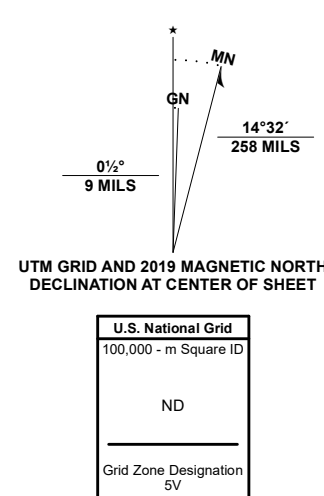 ★
MN
GN
14°32´
258 MILS
0½°
9 MILS
UTM GRID AND 2019 MAGNETIC NORTH
DECLINATION AT CENTER OF SHEET
U.S. National Grid
100,000 - m Square ID
ND
Grid Zone Designation
5V